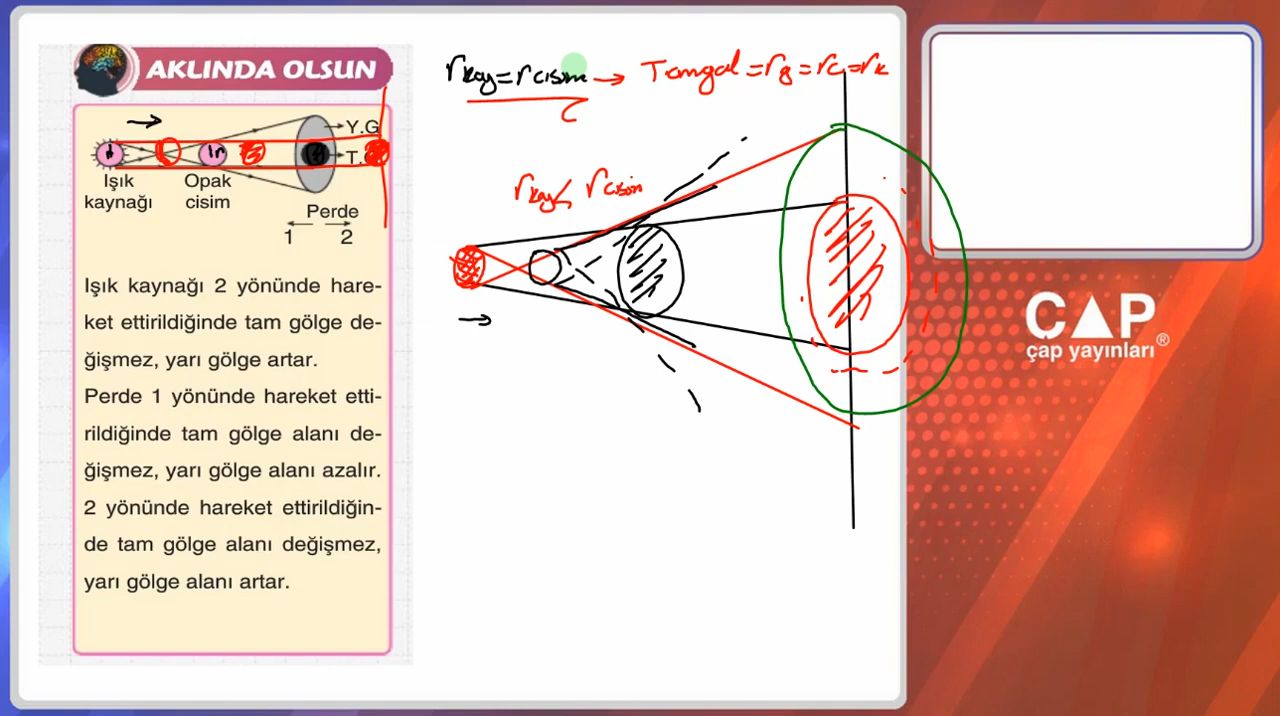 AKLINDA OLSUN
Y.G
T.
r
r
Işık
kaynağı
Opak
cisim
Perde
1
2
Işık kaynağı 2 yönünde hare-
ket ettirildiğinde tam gölge de-
ğişmez, yarı gölge artar.
Perde 1 yönünde hareket etti-
rildiğinde tam gölge alanı de-
ğişmez, yarı gölge alanı azalır.
2 yönünde hareket ettirildiğin-
de tam gölge alanı değişmez,
yarı gölge alanı artar.
rkay=rcisim → Tamgöl =rg=rc=rk
rkay< rcisim
ÇAP
çap yayınları®